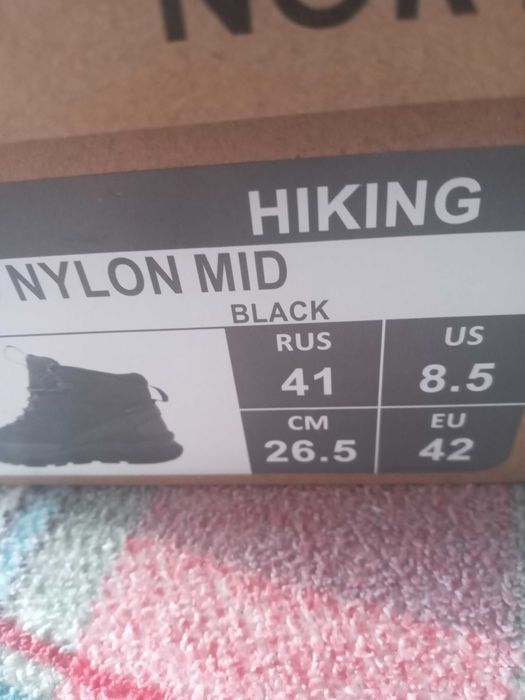 HIKING
NYLON MID
BLACK
RUS US
41 8.5
CM EU
26.5 42